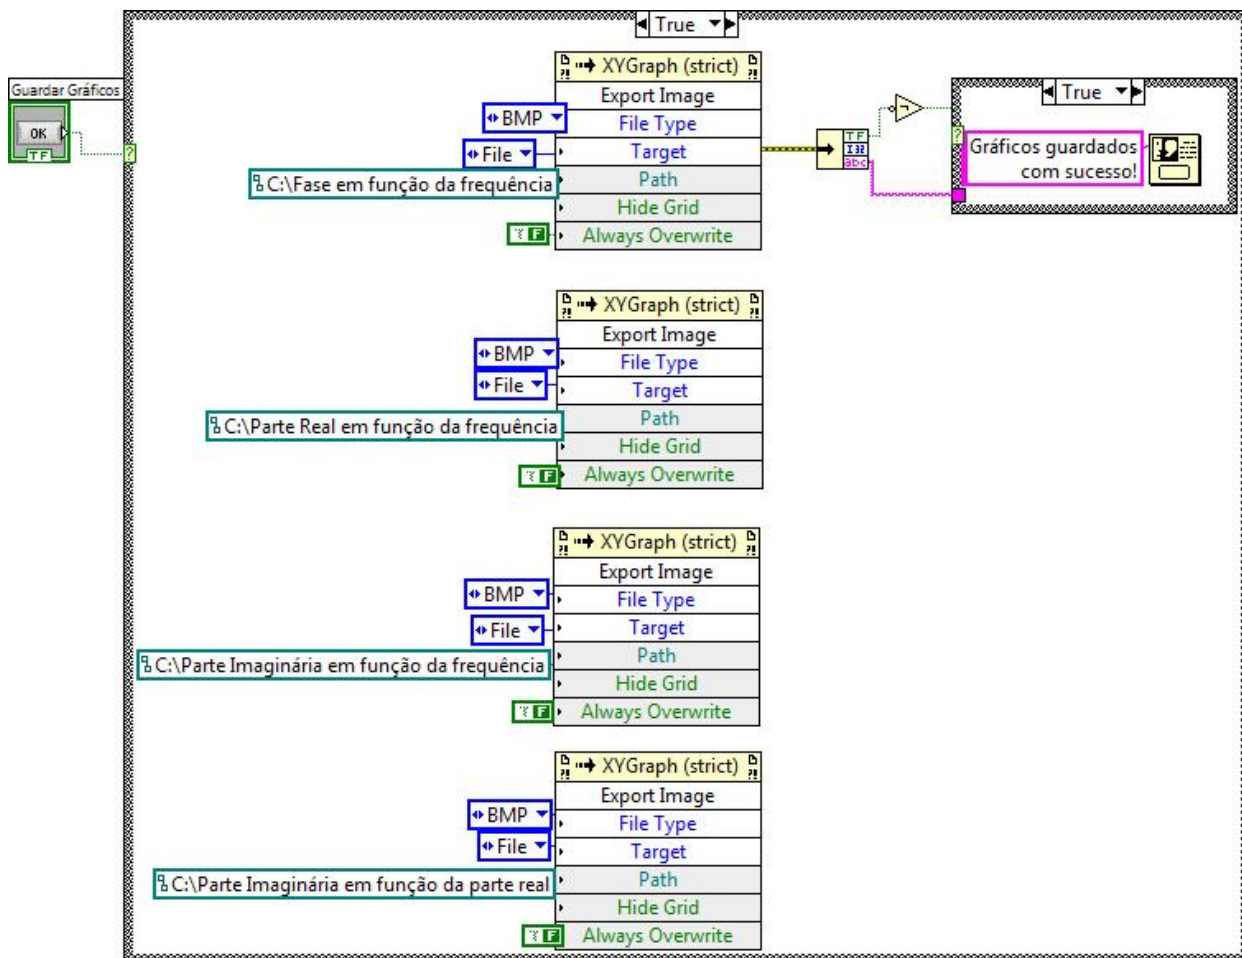 True
Guardar Gráficos
OK
TF
XYGraph (strict)
Export Image
BMP
File Type
File
Target
C:\Fase em função da frequência
Path
Hide Grid
F
Always Overwrite
TF
I32
abc
True
Gráficos guardados
com sucesso!
XYGraph (strict)
Export Image
BMP
File Type
File
Target
C:\Parte Real em função da frequência
Path
Hide Grid
F
Always Overwrite
XYGraph (strict)
Export Image
BMP
File Type
File
Target
C:\Parte Imaginária em função da frequência
Path
Hide Grid
F
Always Overwrite
XYGraph (strict)
Export Image
BMP
File Type
File
Target
C:\Parte Imaginária em função da parte real
Path
Hide Grid
F
Always Overwrite